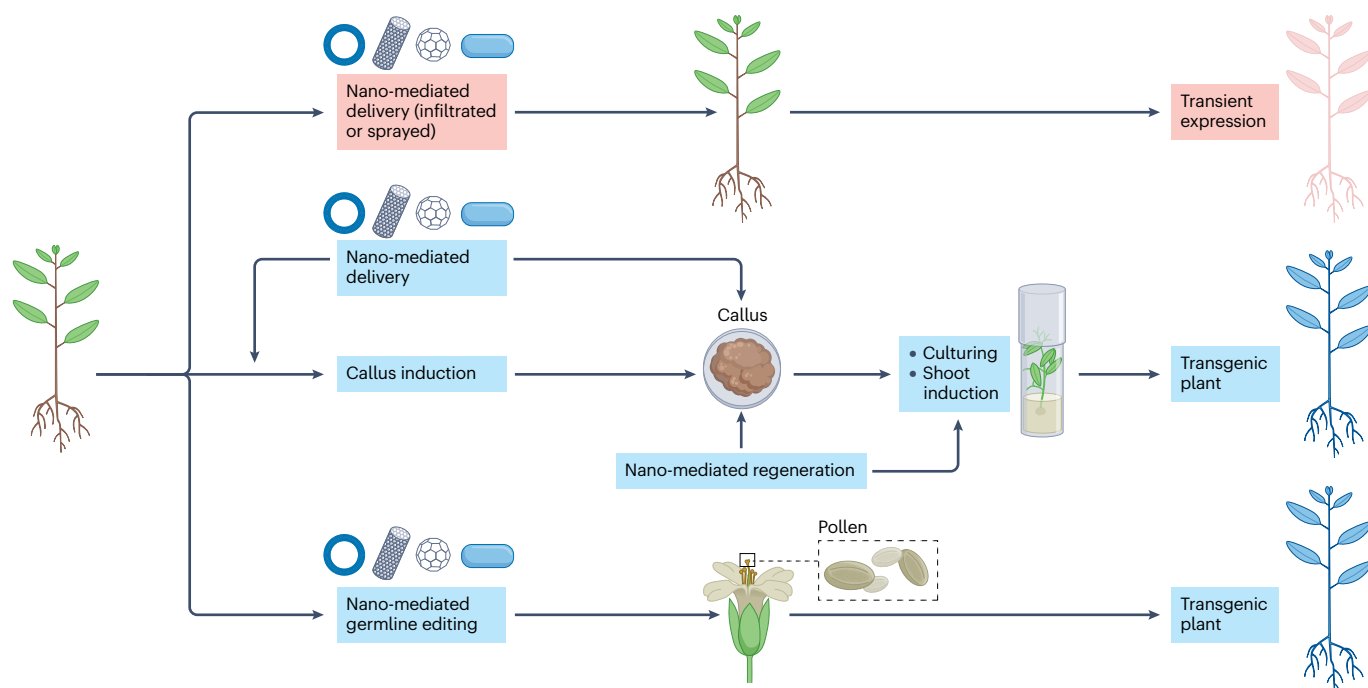 Nano-mediated
delivery (infiltrated
or sprayed)
Transient
expression
Nano-mediated
delivery
Callus
Callus induction
• Culturing
• Shoot
induction
Transgenic
plant
Nano-mediated regeneration
Pollen
Nano-mediated
germline editing
Transgenic
plant